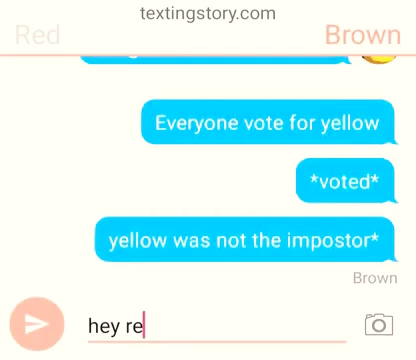 textingstory.com
Red
Brown
Everyone vote for yellow
*voted*
yellow was not the impostor*
Brown
hey re